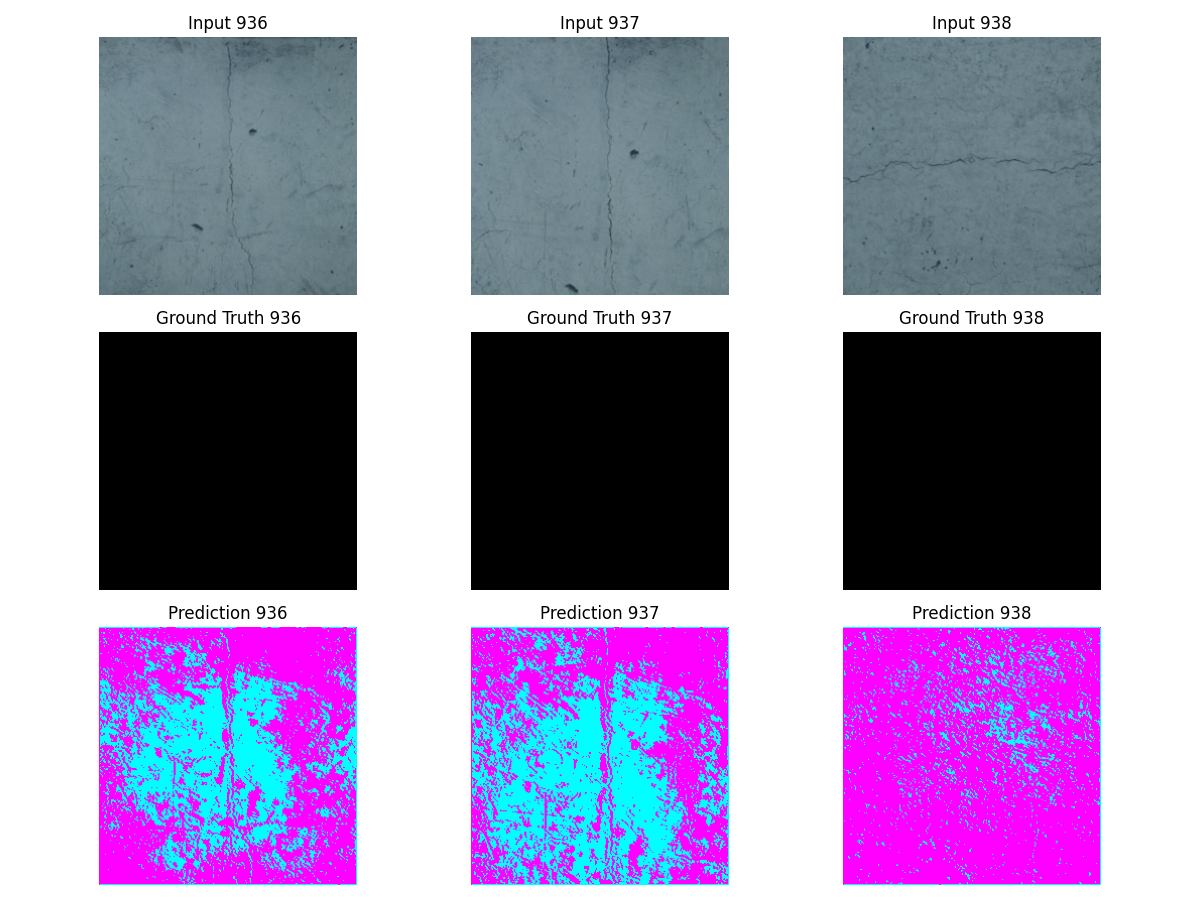 Input 936
Input 937
Input 938
Ground Truth 936
Ground Truth 937
Ground Truth 938
Prediction 936
Prediction 937
Prediction 938